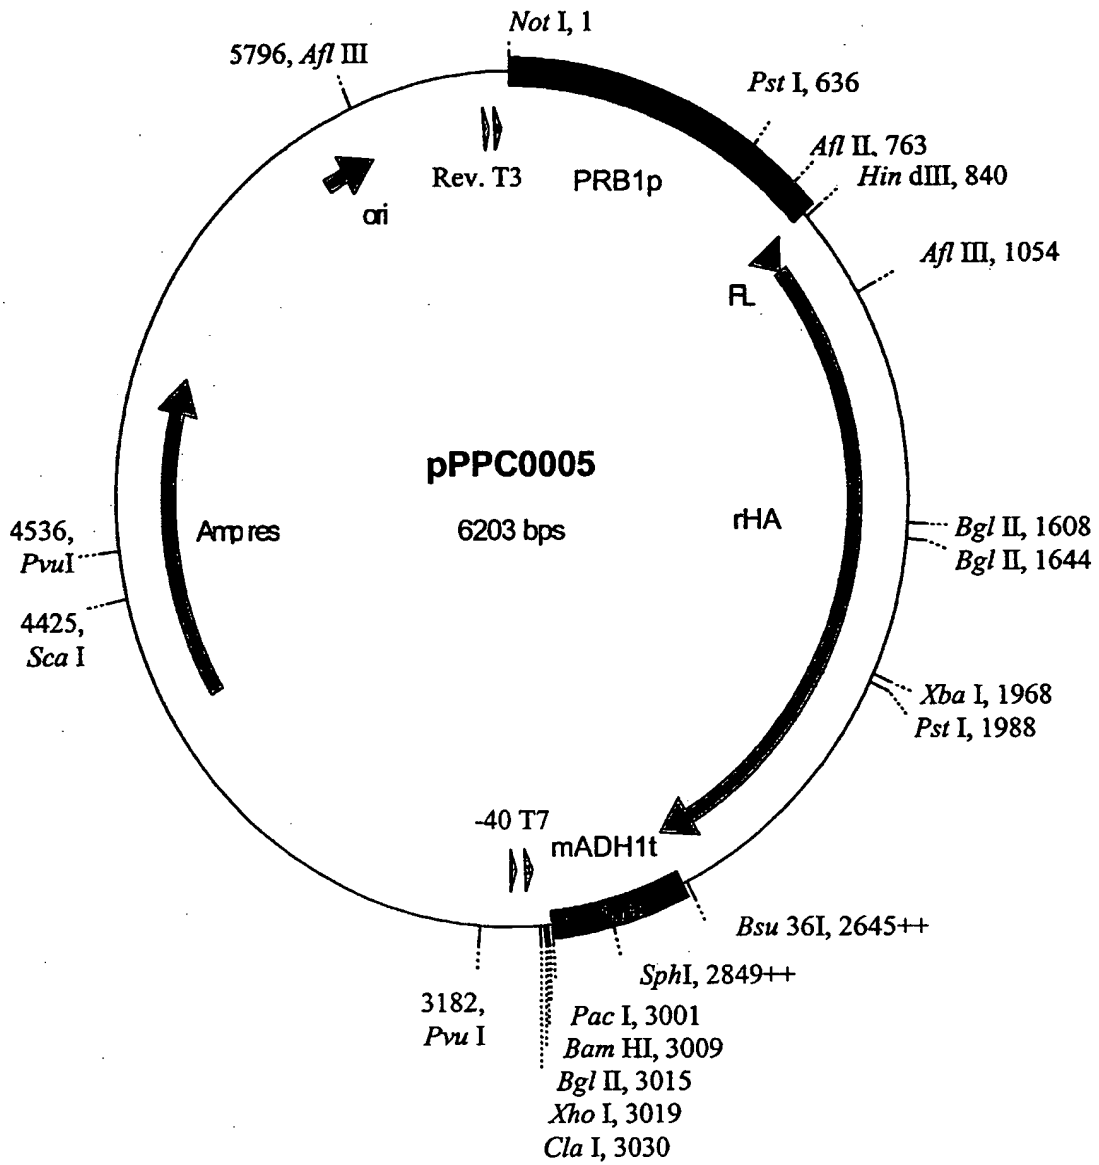 Not I, 1
5796, Afl III
Pst I, 636
Afl II. 763
Hin dIII, 840
Rev. T3
PRB1p
ori
Afl III, 1054
FL
pPPC0005
6203 bps
rHA
Amp res
4536,
PvuI
Bgl II, 1608
Bgl II, 1644
4425,
Sca I
Xba I, 1968
Pst I, 1988
-40 T7
mADH1t
Bsu 36I, 2645++
SphI, 2849++
3182,
Pvu I
Pac I, 3001
Bam HI, 3009
Bgl II, 3015
Xho I, 3019
Cla I, 3030